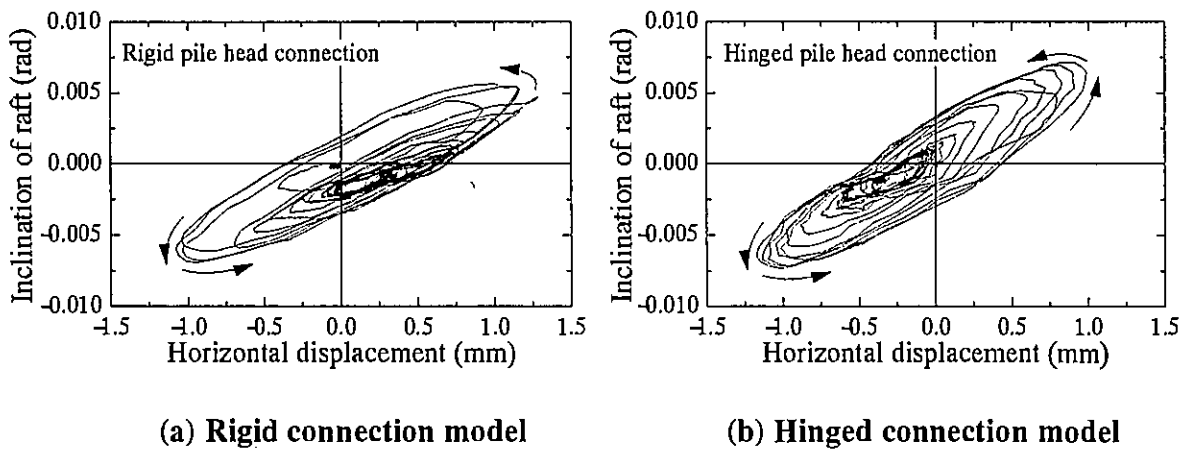 0.010
Rigid pile head connection
0.005
0.000
-0.005
-0.010
Inclination of raft (rad)
-1.5 -1.0 -0.5 0.0 0.5 1.0 1.5
Horizontal displacement (mm)
(a) Rigid connection model
0.010
Hinged pile head connection
0.005
0.000
-0.005
-0.010
Inclination of raft (rad)
-1.5 -1.0 -0.5 0.0 0.5 1.0 1.5
Horizontal displacement (mm)
(b) Hinged connection model